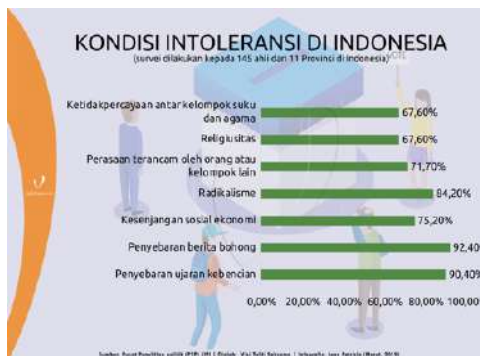 KONDISI INTOLERANSI DI INDONESIA
(survei dilakukan kepada 145 ahli dari 11 Provinsi di Indonesia)
Ketidakpercayaan antar kelompok suku
dan agama
67,60%
Religiusitas
67,60%
Perasaan terancam oleh orang atau
kelompok lain
71,70%
Radikalisme
84,20%
Kesenjangan sosial ekonomi
75,20%
Penyebaran berita bohong
92,40%
Penyebaran ujaran kebencian
90,40%
0,00% 20,00% 40,00% 60,00% 80,00% 100,00%